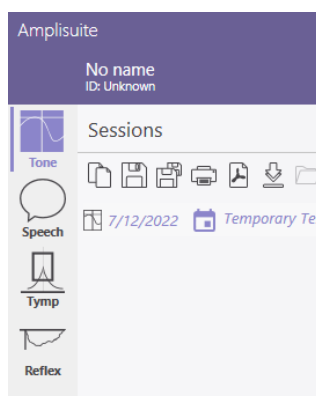 Amplisuite
No name
ID: Unknown
Tone
Sessions
7/12/2022 Temporary Te
Speech
Tymp
Reflex